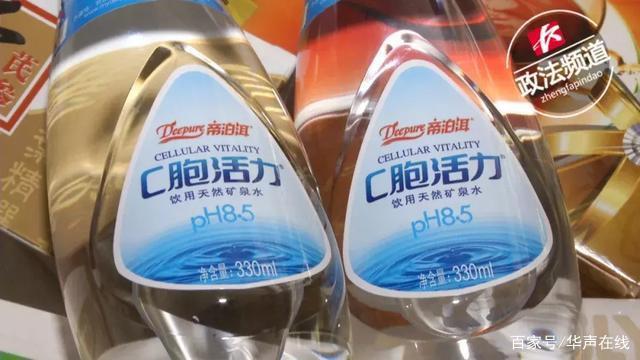 Deepure 帝泊洱
CELLULAR VITALITY
C胞活力
饮用天然矿泉水
pH8.5
净含量:330ml
Deepure 帝泊洱
CELLULAR VITALITY
C胞活力
饮用天然矿泉水
pH8.5
净含量:330ml
政法频道
zhengfapindao
百家号/华声在线